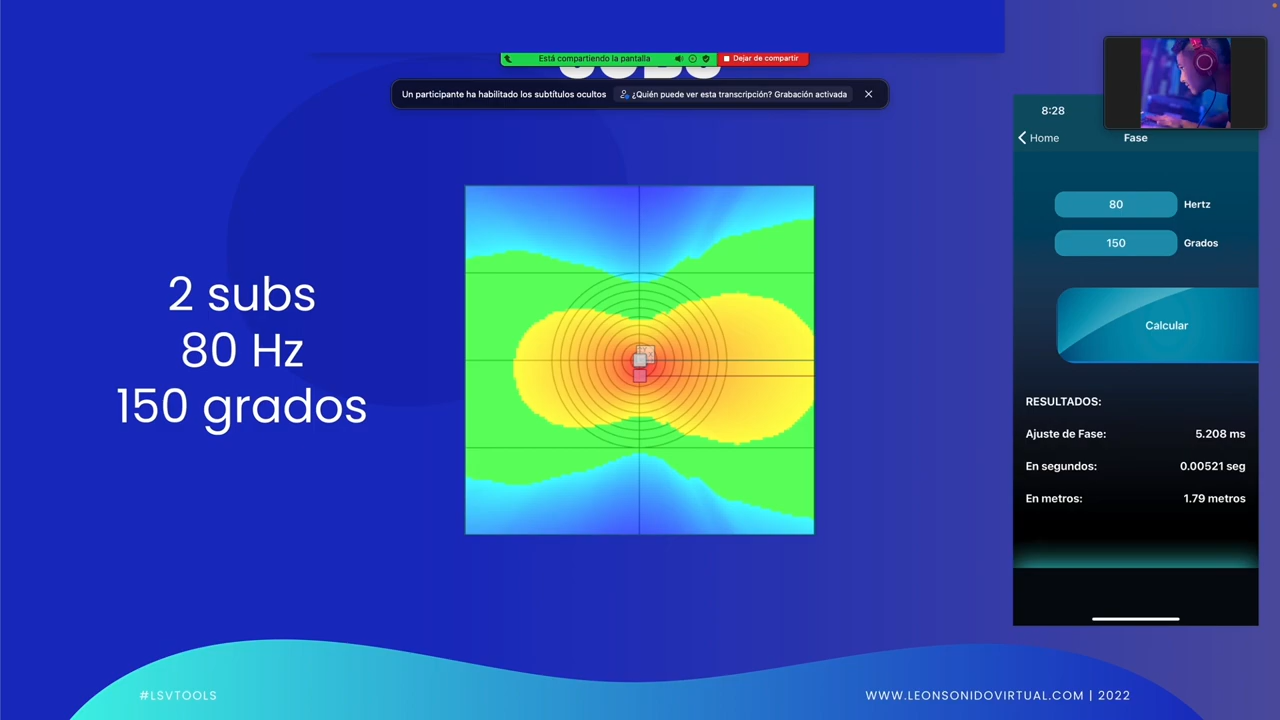 Está compartiendo la pantalla
Dejar de compartir
Un participante ha habilitado los subtítulos ocultos
¿Quién puede ver esta transcripción? Grabación activada
8:28
Home
Fase
80
Hertz
150
Grados
Calcular
RESULTADOS:
Ajuste de Fase:
5.208 ms
En segundos:
0.00521 seg
En metros:
1.79 metros
2 subs
80 Hz
150 grados
#LSVTOOLS
WWW.LEONSONIDOVIRTUAL.COM | 2022